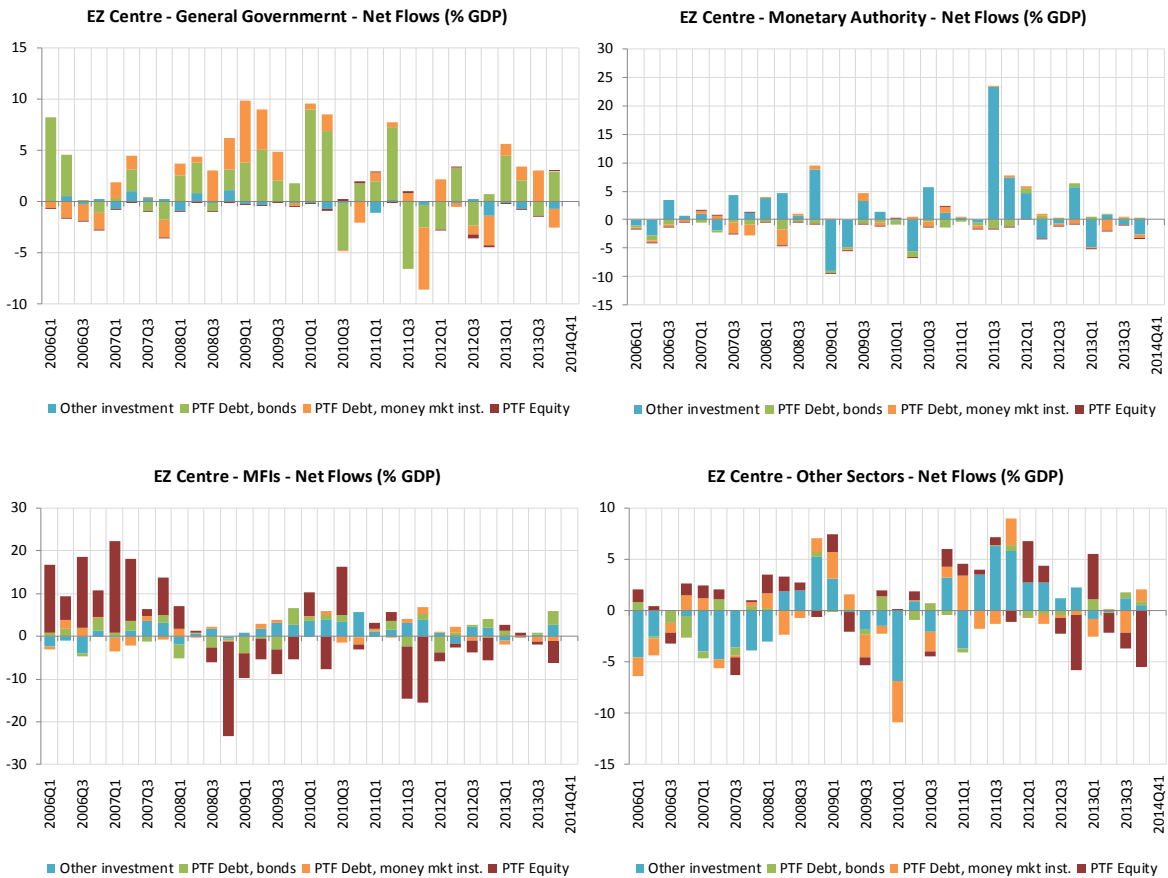 EZ Centre - General Governernt - Net Flows (% GDP)
15
10
5
0
-5
-10
2006Q1
2006Q3
2007Q1
2007Q3
2008Q1
2008Q3
2009Q1
2009Q3
2010Q1
2010Q3
2011Q1
2011Q3
2012Q1
2012Q3
2013Q1
2013Q3
2014Q41
Other investment PTF Debt, bonds PTF Debt, money mkt inst. PTF Equity
EZ Centre - Monetary Authority - Net Flows (% GDP)
30
25
20
15
10
5
0
-5
-10
-15
2006Q1
2006Q3
2007Q1
2007Q3
2008Q1
2008Q3
2009Q1
2009Q3
2010Q1
2010Q3
2011Q1
2011Q3
2012Q1
2012Q3
2013Q1
2013Q3
2014Q41
Other investment PTF Debt, bonds PTF Debt, money mkt inst. PTF Equity
EZ Centre - MFIs - Net Flows (% GDP)
30
20
10
0
-10
-20
-30
2006Q1
2006Q3
2007Q1
2007Q3
2008Q1
2008Q3
2009Q1
2009Q3
2010Q1
2010Q3
2011Q1
2011Q3
2012Q1
2012Q3
2013Q1
2013Q3
2014Q41
Other investment PTF Debt, bonds PTF Debt, money mkt inst. PTF Equity
EZ Centre - Other Sectors - Net Flows (% GDP)
10
5
0
-5
-10
-15
2006Q1
2006Q3
2007Q1
2007Q3
2008Q1
2008Q3
2009Q1
2009Q3
2010Q1
2010Q3
2011Q1
2011Q3
2012Q1
2012Q3
2013Q1
2013Q3
2014Q41
Other investment PTF Debt, bonds PTF Debt, money mkt inst. PTF Equity